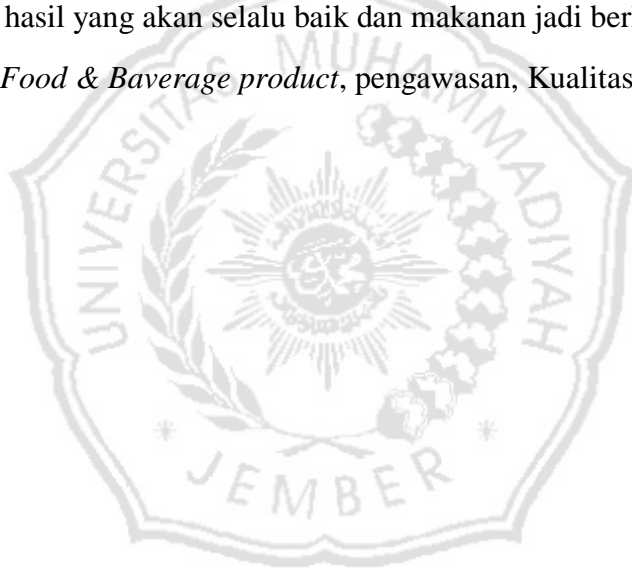 hasil yang akan selalu baik dan makanan jadi ber
Food & Baverage product, pengawasan, Kualitas
UNIVERSITAS MUHAMMADIYAH
JEMBER